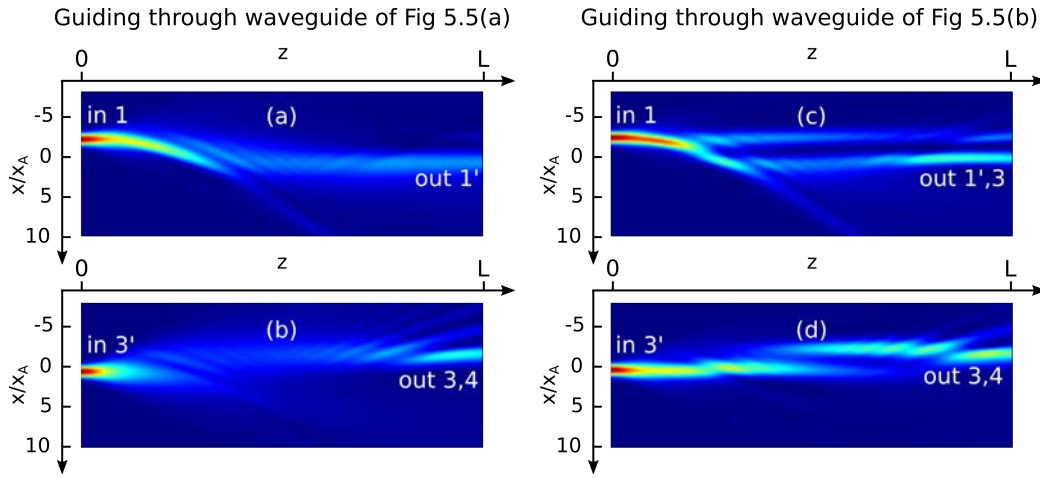 Guiding through waveguide of Fig 5.5(a)
0 z L
-5
0
5
10
x/xA
in 1
(a)
out 1'
0 z L
-5
0
5
10
x/xA
in 3'
(b)
out 3,4
Guiding through waveguide of Fig 5.5(b)
0 z L
-5
0
5
10
x/xA
in 1
(c)
out 1',3
0 z L
-5
0
5
10
x/xA
in 3'
(d)
out 3,4